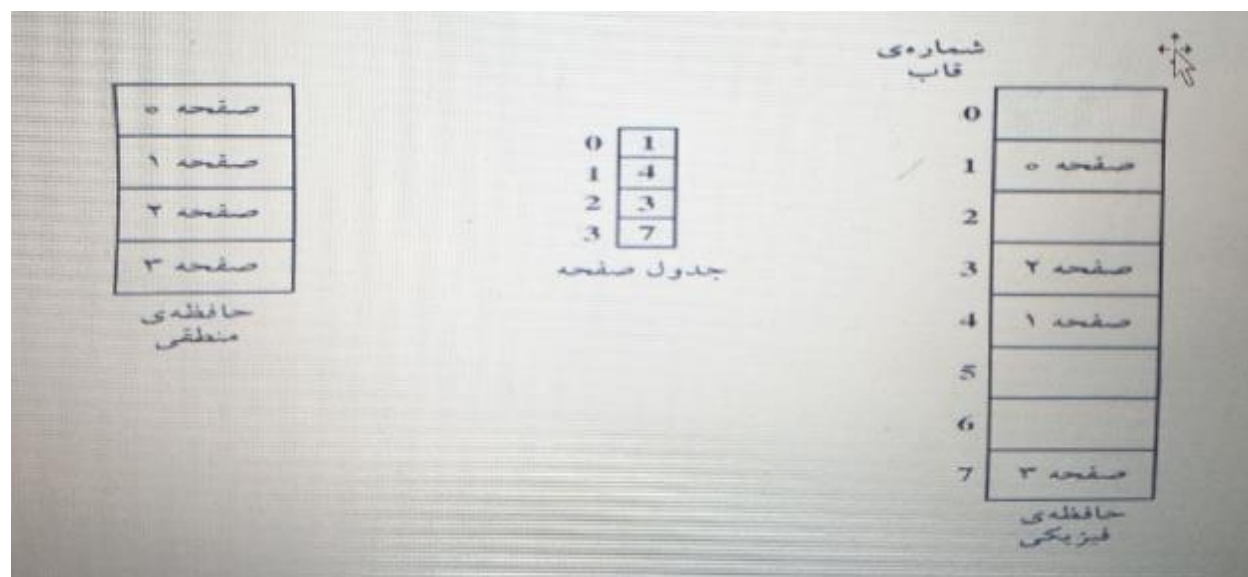 صفحه ۰
صفحه ۱
صفحه ۲
صفحه ۳
حافظه‌ی
منطقی
0 1
1 4
2 3
3 7
جدول صفحه
شماره‌ی
قاب
0
1 صفحه ۰
2
3 صفحه ۲
4 صفحه ۱
5
6
7 صفحه ۳
حافظه‌ی
فیزیکی